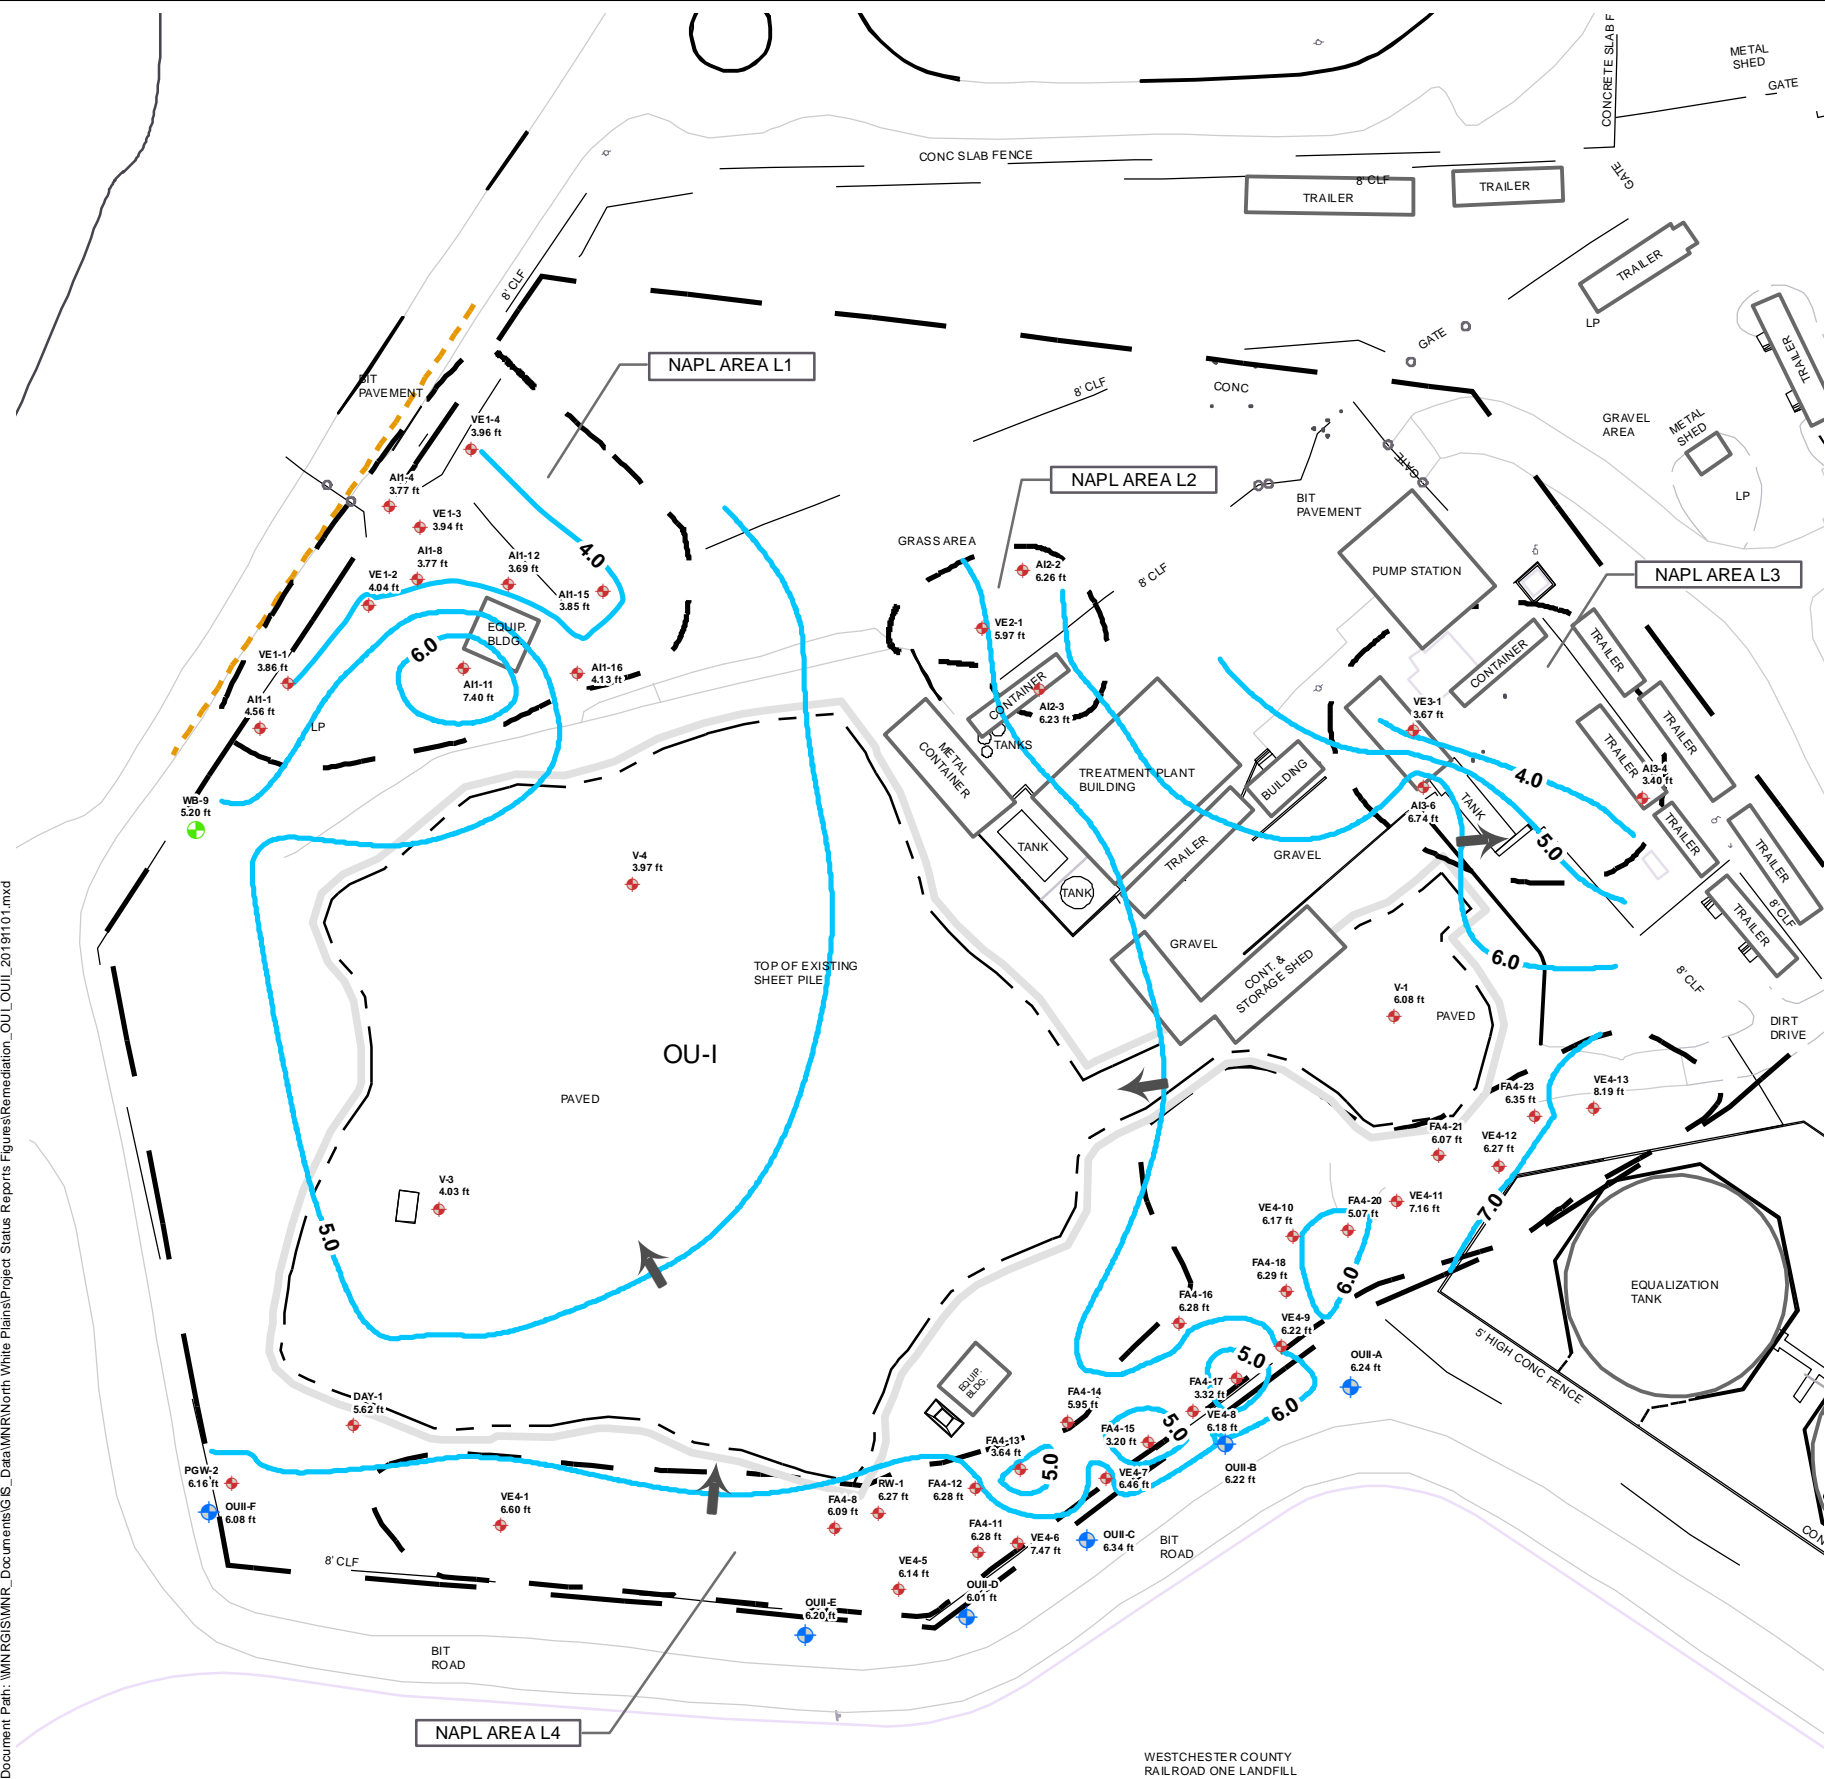 CONCRETE SLAB F
METAL
SHED
GATE
CONC SLAB FENCE
8' CLF
GATE
TRAILER
TRAILER
TRAILER
8' CLF
LP
GATE
TRAILER
NAPL AREA L1
BIT
PAVEMENT
8' CLF
CONC
GRAVEL
AREA
METAL
SHED
VE1-4
3.96 ft
GATE
NAPL AREA L2
AI1-4
3.77 ft
BIT
PAVEMENT
LP
VE1-3
3.94 ft
GRASS AREA
4.0
AI1-8
3.77 ft
AI1-12
3.69 ft
AI2-2
6.26 ft
8' CLF
PUMP STATION
NAPL AREA L3
VE1-2
4.04 ft
AI1-15
3.85 ft
EQUIP.
BLDG.
VE2-1
5.97 ft
TRAILER
6.0
VE1-1
3.86 ft
AI1-16
4.13 ft
CONTAINER
AI1-11
7.40 ft
CONTAINER
AI2-3
6.23 ft
AI1-1
4.56 ft
LP
VE3-1
3.67 ft
TRAILER
TANKS
METAL
CONTAINER
TREATMENT PLANT
BUILDING
BUILDING
4.0
TRAILER
AI3-4
3.40 ft
WB-9
5.20 ft
AI3-6
6.74 ft
TANK
TRAILER
TANK
TRAILER
GRAVEL
5.0
TRAILER
V-4
3.97 ft
TANK
8' CLF
TRAILER
GRAVEL
TOP OF EXISTING
SHEET PILE
CONT. &
STORAGE SHED
6.0
8' CLF
V-1
6.08 ft
PAVED
DIRT
DRIVE
OU-I
PAVED
FA4-23
6.35 ft
VE4-13
8.19 ft
FA4-21
6.07 ft
VE4-12
6.27 ft
V-3
4.03 ft
VE4-10
6.17 ft
FA4-20
5.07 ft
VE4-11
7.16 ft
7.0
5.0
FA4-18
6.29 ft
6.0
EQUALIZATION
TANK
FA4-16
6.28 ft
VE4-9
6.22 ft
5' HIGH CONC FENCE
5.0
OUII-A
6.24 ft
EQUIP.
BLDG.
DAY-1
5.62 ft
FA4-14
5.95 ft
FA4-17
3.32 ft
6.0
VE4-8
6.18 ft
FA4-15
3.20 ft
5.0
FA4-13
3.64 ft
5.0
PGW-2
6.16 ft
VE4-7
6.46 ft
OUII-B
6.22 ft
RW-1
6.27 ft
FA4-12
6.28 ft
OUII-F
6.08 ft
VE4-1
6.60 ft
FA4-8
6.09 ft
FA4-11
6.28 ft
VE4-6
7.47 ft
OUII-C
6.34 ft
BIT
ROAD
CON
8' CLF
VE4-5
6.14 ft
OUII-D
6.01 ft
OUII-E
6.20 ft
BIT
ROAD
NAPL AREA L4
WESTCHESTER COUNTY
RAILROAD ONE LANDFILL
Document Path: \\MNRGIS\MNR_Documents\GIS_Data\MNR\North White Plains\Project Status Reports Figures\Remediation_OUI_OUII_20191101.mxd